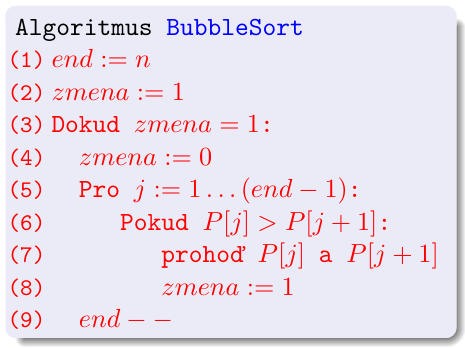 Algoritmus BubbleSort
(1) end := n
(2) zmena := 1
(3) Dokud zmena = 1:
(4) zmena := 0
(5) Pro j := 1 … (end − 1):
(6) Pokud P[j] > P[j + 1]:
(7) prohoď P[j] a P[j + 1]
(8) zmena := 1
(9) end − −